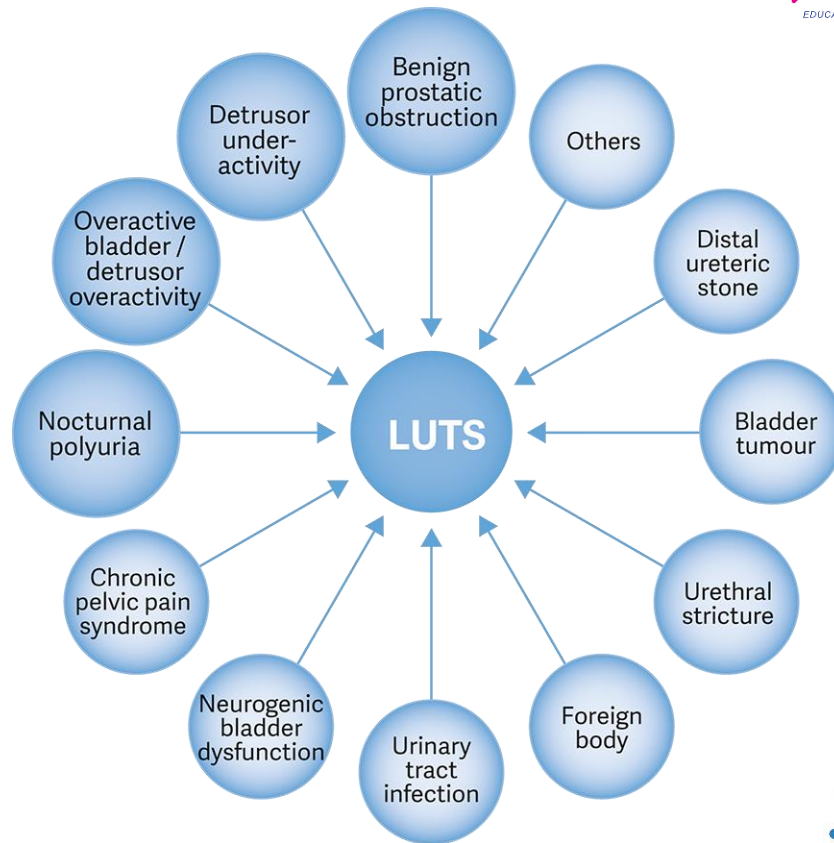 Benign
prostatic
obstruction
Others
Distal
ureteric
stone
Bladder
tumour
Urethral
stricture
Foreign
body
Urinary
tract
infection
Neurogenic
bladder
dysfunction
Chronic
pelvic pain
syndrome
Nocturnal
polyuria
Overactive
bladder /
detrusor
overactivity
Detrusor
under-
activity
LUTS